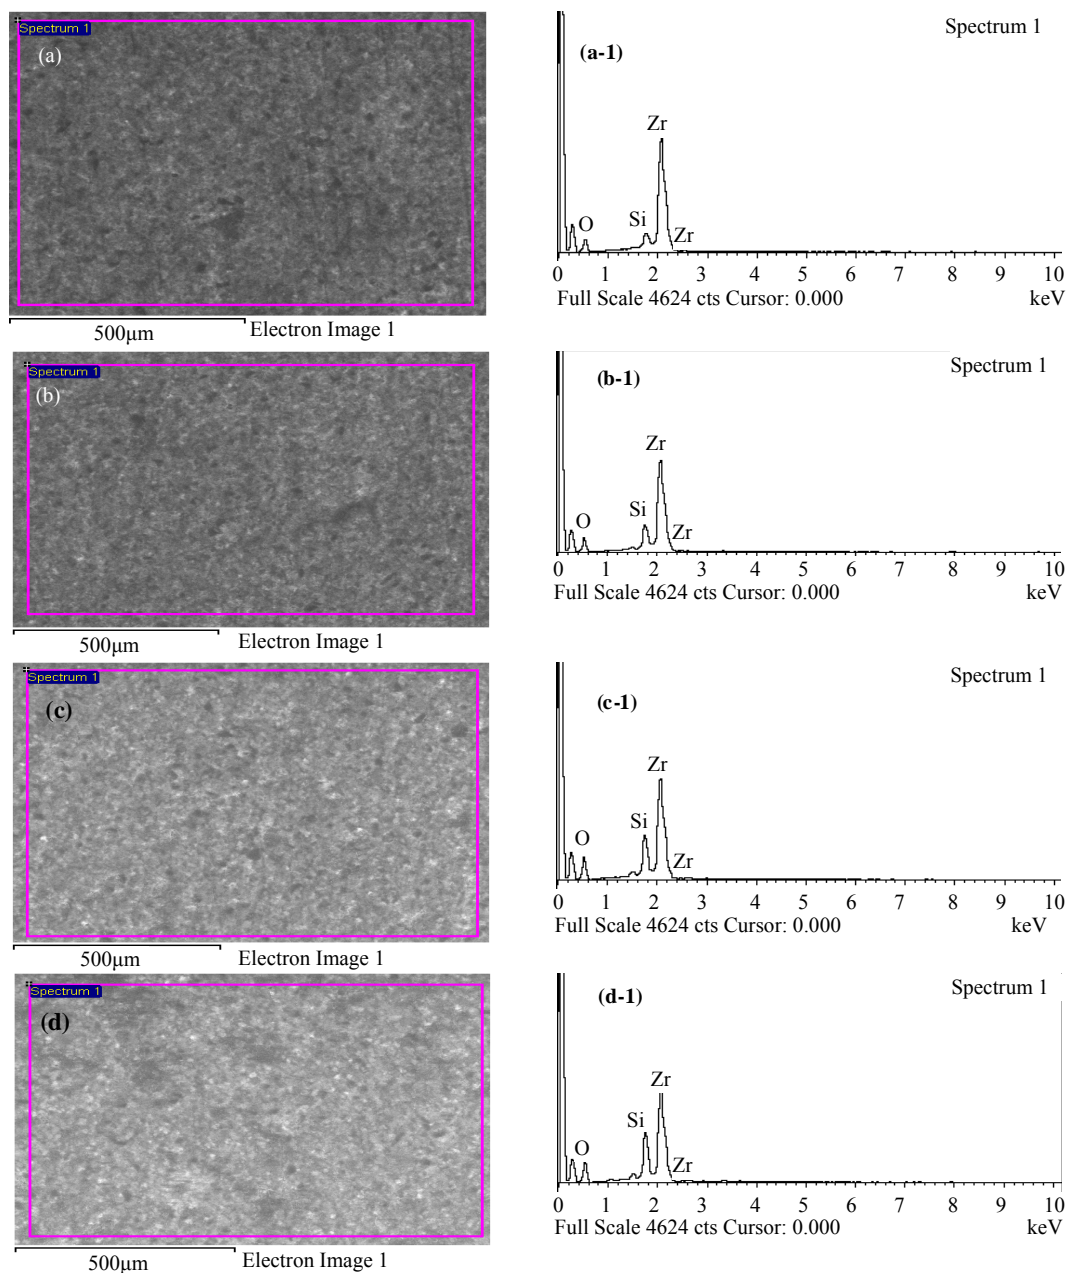 Spectrum 1
(a)
500µm
Electron Image 1
(a-1)
Spectrum 1
Zr
Si
O
Zr
0 1 2 3 4 5 6 7 8 9 10
Full Scale 4624 cts Cursor: 0.000
keV
Spectrum 1
(b)
500µm
Electron Image 1
(b-1)
Spectrum 1
Zr
Si
O
Zr
0 1 2 3 4 5 6 7 8 9 10
Full Scale 4624 cts Cursor: 0.000
keV
Spectrum 1
(c)
500µm
Electron Image 1
(c-1)
Spectrum 1
Zr
Si
O
Zr
0 1 2 3 4 5 6 7 8 9 10
Full Scale 4624 cts Cursor: 0.000
keV
Spectrum 1
(d)
500µm
Electron Image 1
(d-1)
Spectrum 1
Zr
Si
O
Zr
0 1 2 3 4 5 6 7 8 9 10
Full Scale 4624 cts Cursor: 0.000
keV